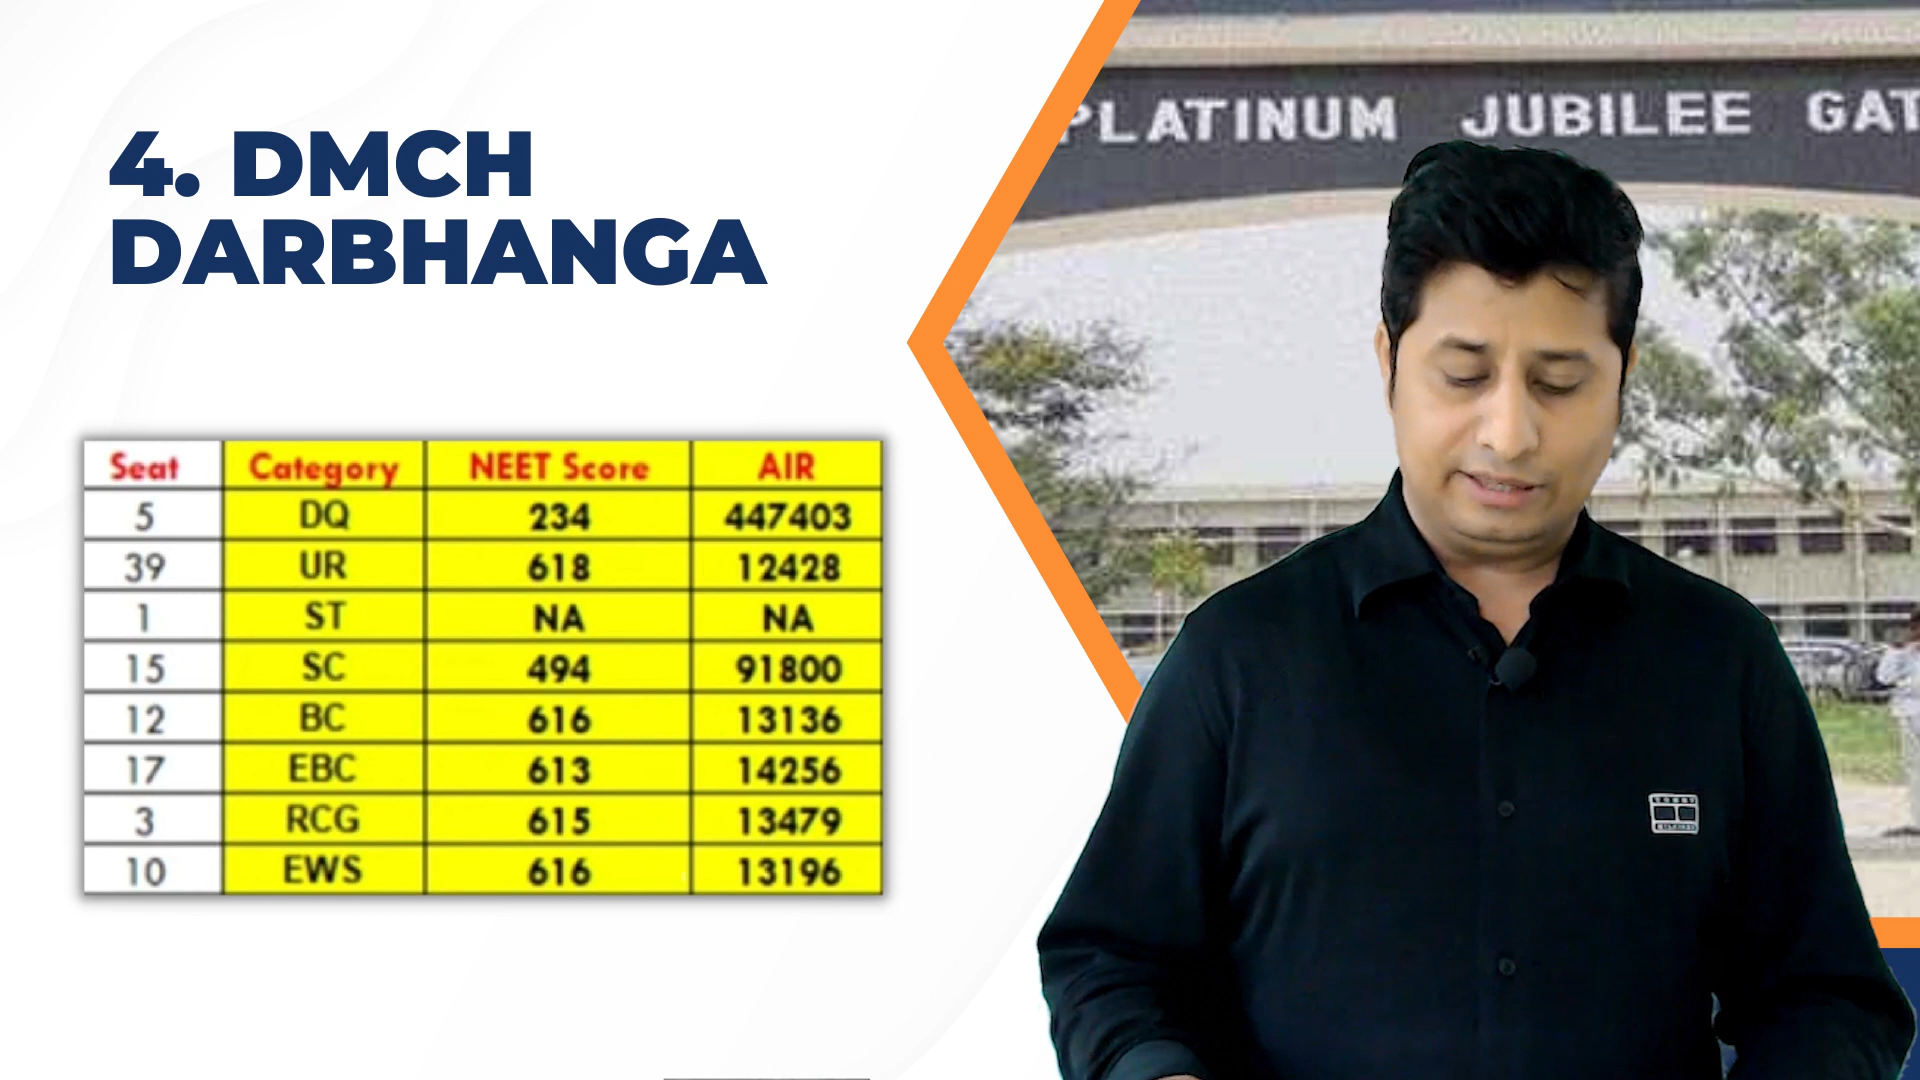 4. DMCH
DARBHANGA
PLATINUM JUBILEE GAT
Seat Category NEET Score AIR
5 DQ 234 447403
39 UR 618 12428
1 ST NA NA
15 SC 494 91800
12 BC 616 13136
17 EBC 613 14256
3 RCG 615 13479
10 EWS 616 13196